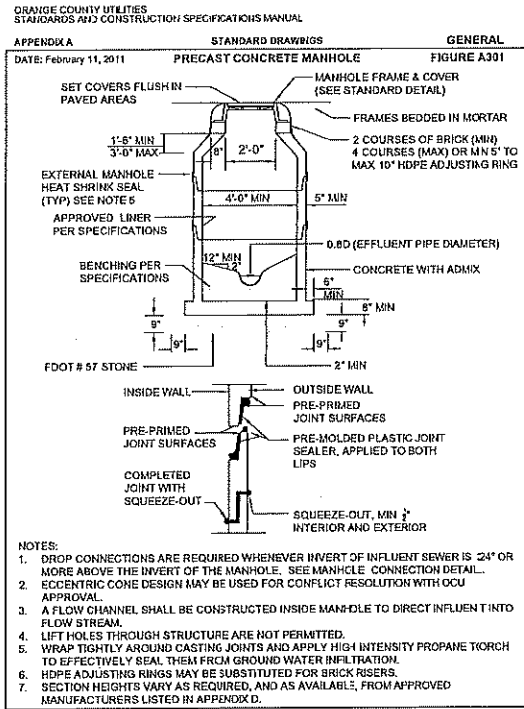 ORANGE COUNTY UTILITIES
STANDARDS AND CONSTRUCTION SPECIFICATIONS MANUAL
APPENDIX A STANDARD DRAWINGS GENERAL
DATE: February 11, 2011 PRECAST CONCRETE MANHOLE FIGURE A301
SET COVERS FLUSH IN
PAVED AREAS
MANHOLE FRAME & COVER
(SEE STANDARD DETAIL)
FRAMES BEDDED IN MORTAR
2 COURSES OF BRICK (MIN)
4 COURSES (MAX) OR MIN 5" TO
MAX 10" HDPE ADJUSTING RING
1'-6" MIN
3'-0" MAX
8"
2'-0"
EXTERNAL MANHOLE
HEAT SHRINK SEAL
(TYP) SEE NOTE 5
4'-0" MIN
5" MIN
APPROVED LINER
PER SPECIFICATIONS
0.8D (EFFLUENT PIPE DIAMETER)
12" MIN
2"
BENCHING PER
SPECIFICATIONS
CONCRETE WITH ADMIX
6"
MIN
8" MIN
9"
9"
9"
9"
FDOT # 57 STONE
2" MIN
INSIDE WALL
OUTSIDE WALL
PRE-PRIMED
JOINT SURFACES
PRE-PRIMED
JOINT SURFACES
PRE-MOLDED PLASTIC JOINT
SEALER, APPLIED TO BOTH
LIPS
COMPLETED
JOINT WITH
SQUEEZE-OUT
SQUEEZE-OUT, MIN
INTERIOR AND EXTERIOR
NOTES:
1. DROP CONNECTIONS ARE REQUIRED WHENEVER INVERT OF INFLUENT SEWER IS 24" OR
MORE ABOVE THE INVERT OF THE MANHOLE. SEE MANHOLE CONNECTION DETAIL.
2. ECCENTRIC CONE DESIGN MAY BE USED FOR CONFLICT RESOLUTION WITH OCU
APPROVAL.
3. A FLOW CHANNEL SHALL BE CONSTRUCTED INSIDE MANHOLE TO DIRECT INFLUENT INTO
FLOW STREAM.
4. LIFT HOLES THROUGH STRUCTURE ARE NOT PERMITTED.
5. WRAP TIGHTLY AROUND CASTING JOINTS AND APPLY HIGH INTENSITY PROPANE TORCH
TO EFFECTIVELY SEAL THEM FROM GROUND WATER INFILTRATION.
6. HDPE ADJUSTING RINGS MAY BE SUBSTITUTED FOR BRICK RISERS.
7. SECTION HEIGHTS VARY AS REQUIRED, AND AS AVAILABLE, FROM APPROVED
MANUFACTURERS LISTED IN APPENDIX D.